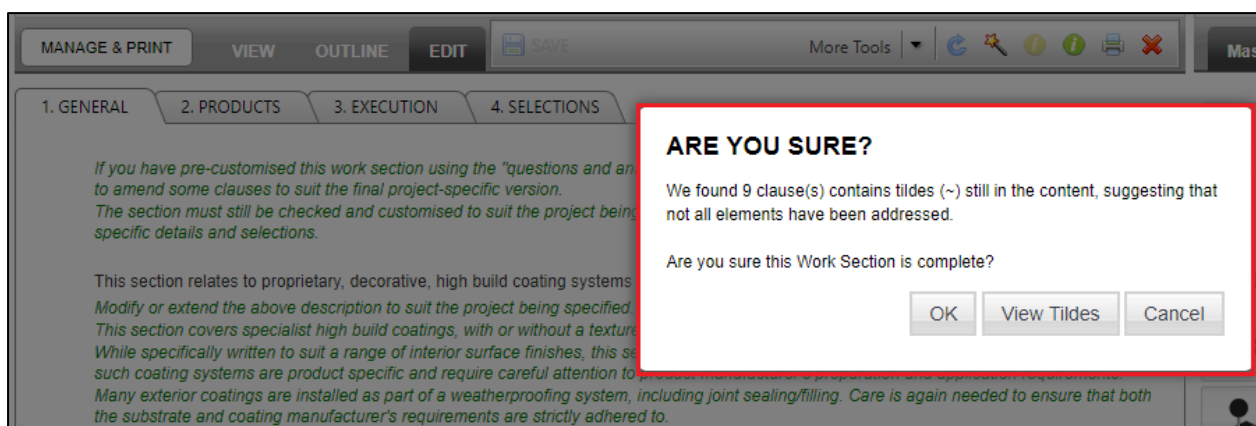 MANAGE & PRINT VIEW OUTLINE EDIT SAVE More Tools Mas
1. GENERAL 2. PRODUCTS 3. EXECUTION 4. SELECTIONS
If you have pre-customised this work section using the "questions and an
to amend some clauses to suit the final project-specific version.
The section must still be checked and customised to suit the project being
specific details and selections.
This section relates to proprietary, decorative, high build coating systems
Modify or extend the above description to suit the project being specified.
This section covers specialist high build coatings, with or without a texture
While specifically written to suit a range of interior surface finishes, this se
such coating systems are product specific and require careful attention to product manufacturer's preparation and application requirements.
Many exterior coatings are installed as part of a weatherproofing system, including joint sealing/filling. Care is again needed to ensure that both
the substrate and coating manufacturer's requirements are strictly adhered to.
ARE YOU SURE?
We found 9 clause(s) contains tildes (~) still in the content, suggesting that
not all elements have been addressed.
Are you sure this Work Section is complete?
OK View Tildes Cancel